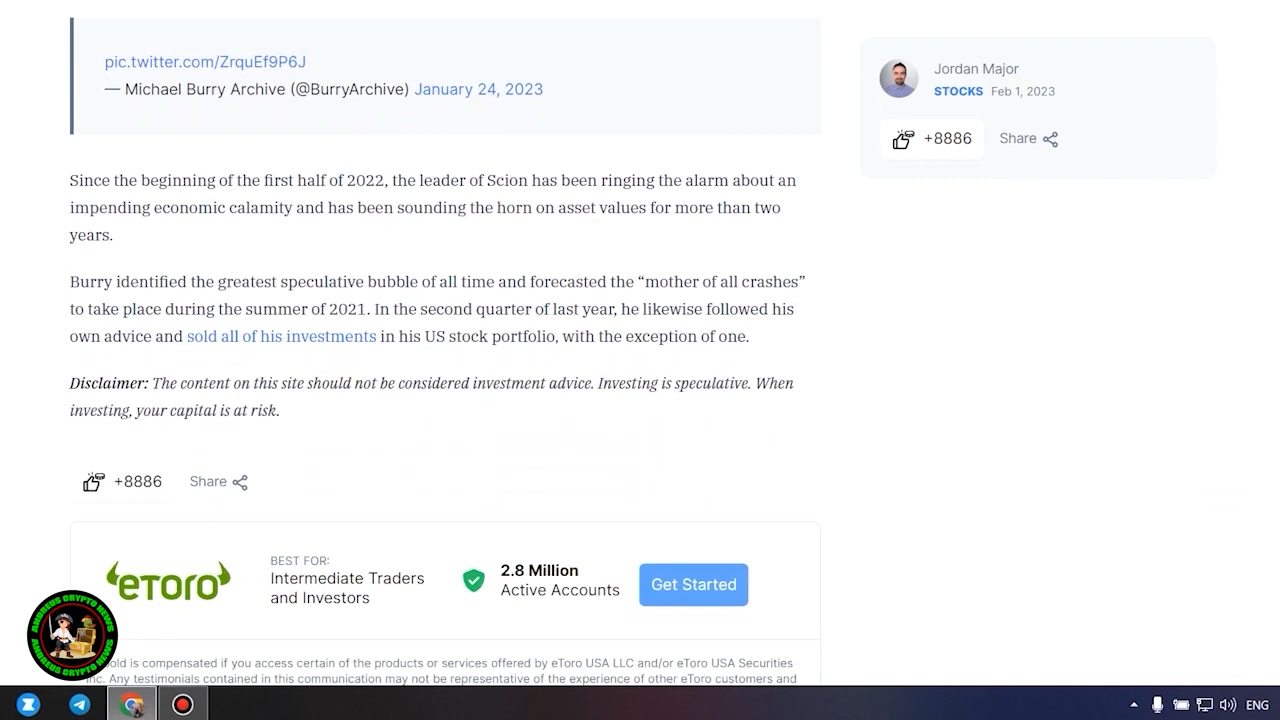 pic.twitter.com/ZrquEf9P6J
— Michael Burry Archive (@BurryArchive) January 24, 2023
Jordan Major
STOCKS Feb 1, 2023
+8886 Share
Since the beginning of the first half of 2022, the leader of Scion has been ringing the alarm about an
impending economic calamity and has been sounding the horn on asset values for more than two
years.
Burry identified the greatest speculative bubble of all time and forecasted the “mother of all crashes”
to take place during the summer of 2021. In the second quarter of last year, he likewise followed his
own advice and sold all of his investments in his US stock portfolio, with the exception of one.
Disclaimer: The content on this site should not be considered investment advice. Investing is speculative. When
investing, your capital is at risk.
+8886 Share
eToro
BEST FOR:
Intermediate Traders
and Investors
2.8 Million
Active Accounts
Get Started
ANDREUS CRYPTO NEWS
ANDREUS CRYPTO NEWS
is compensated if you access certain of the products or services offered by eToro USA LLC and/or eToro USA Securities
Inc. Any testimonials contained in this communication may not be representative of the experience of other eToro customers and
ENG